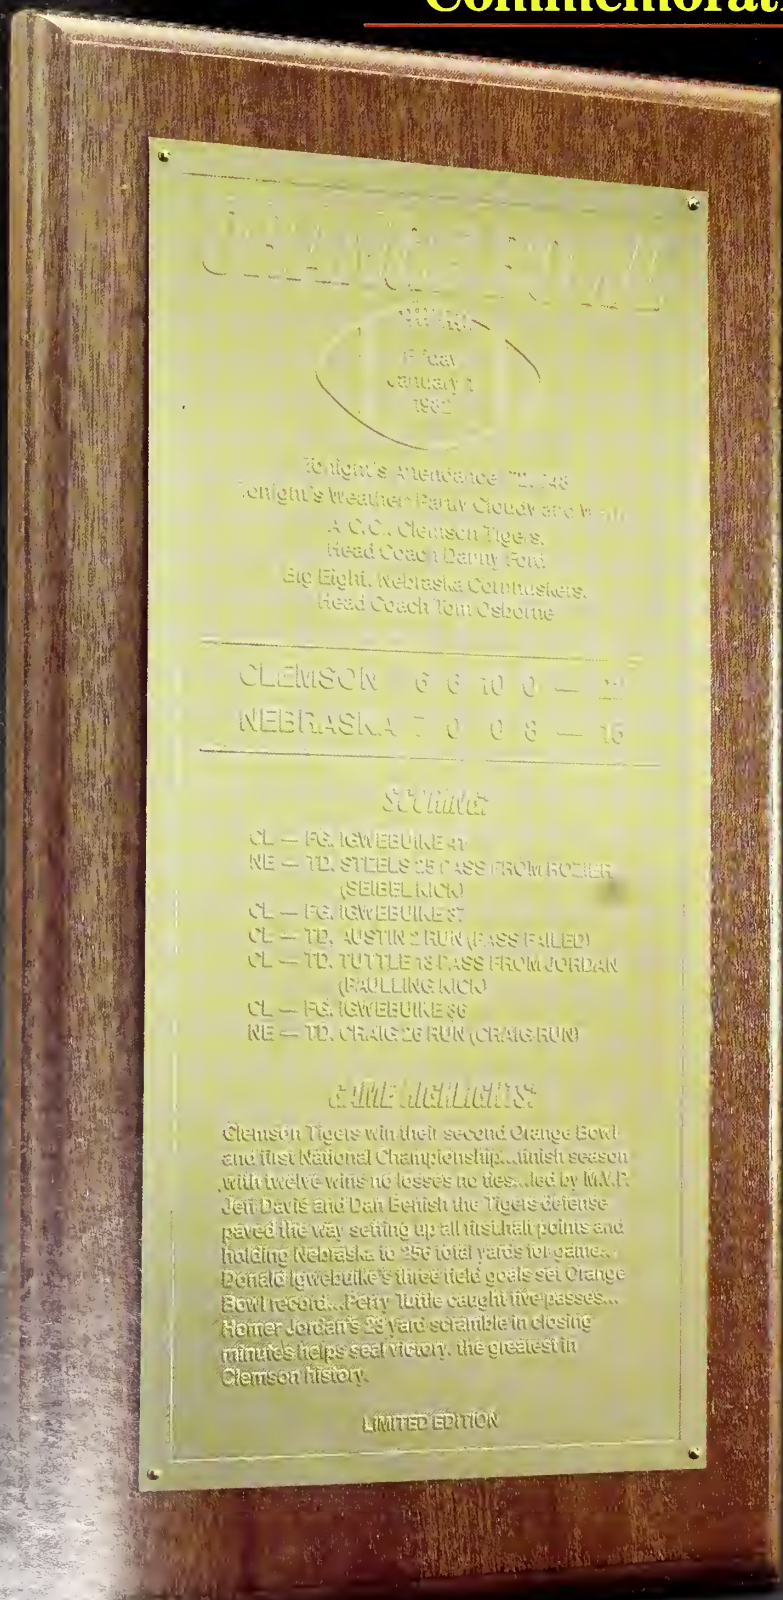 ORANGE BOWL
Friday
January 1
1982
Tonight's Attendance 72,748
Tonight's Weather Partly Cloudy and
A.C.C. Clemson Tigers.
Head Coach Danny Ford
Big Eight. Nebraska Cornhuskers.
Head Coach Tom Osborne
CLEMSON 6 6 10 0 — 22
NEBRASKA 7 0 0 8 — 15
SCORING:
CL — FG. IGWEBUIKE 41
NE — TD. STEELS 25 PASS FROM ROZIER
(SEIBEL KICK)
CL — FG. IGWEBUIKE 37
CL — TD. AUSTIN 2 RUN (PASS FAILED)
CL — TD. TUTTLE 13 PASS FROM JORDAN
(PAULLING KICK)
CL — FG. IGWEBUIKE 36
NE — TD. CRAIG 26 RUN (CRAIG RUN)
GAME HIGHLIGHTS:
Clemson Tigers win their second Orange Bowl
and first National Championship...finish season
with twelve wins no losses no ties...led by M.V.P.
Jeff Davis and Dan Benish the Tigers defense
paved the way setting up all first half points and
holding Nebraska to 256 total yards for game...
Donald Igwebuike's three field goals set Orange
Bowl record...Perry Tuttle caught five passes...
Homer Jordan's 23 yard scramble in closing
minutes helps seal victory. the greatest in
Clemson history.
LIMITED EDITION